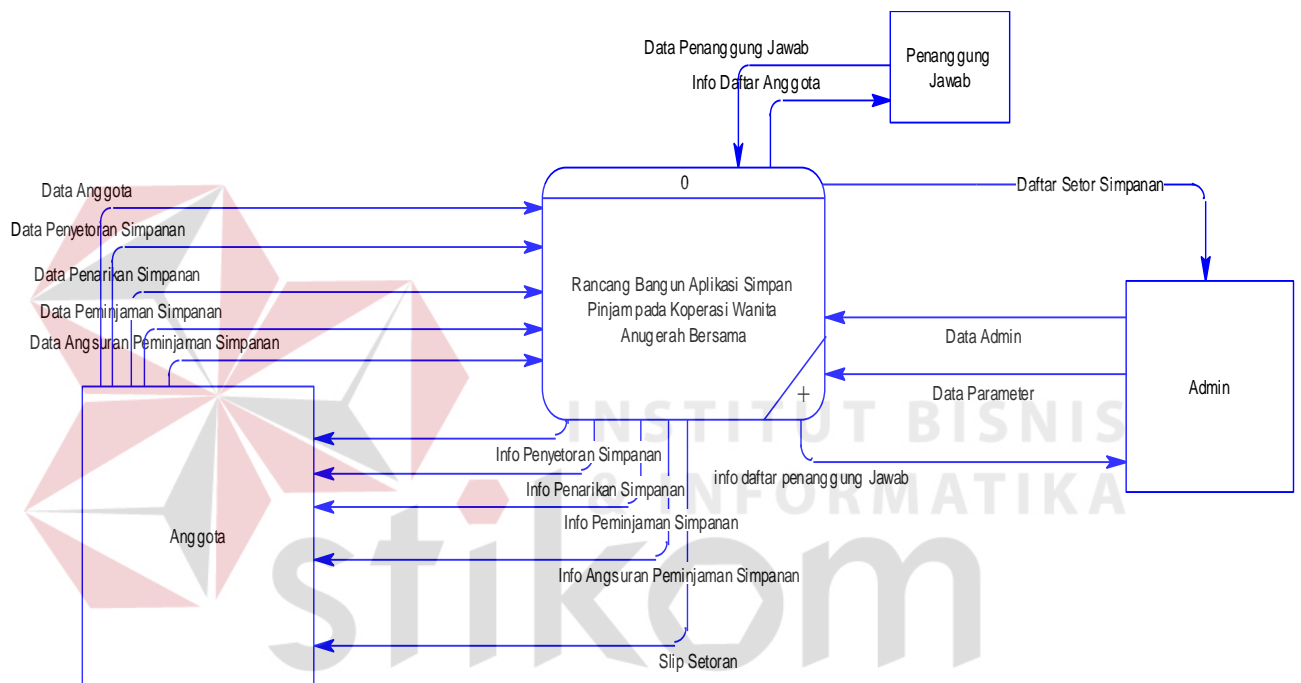 Data Penanggung Jawab
Info Daftar Anggota
Penanggung
Jawab
Data Anggota
Data Penyetoran Simpanan
Data Penarikan Simpanan
Data Peminjaman Simpanan
Data Angsuran Peminjaman Simpanan
0
Rancang Bangun Aplikasi Simpan
Pinjam pada Koperasi Wanita
Anugerah Bersama
+
Daftar Setor Simpanan
Data Admin
Data Parameter
Admin
info daftar penanggung Jawab
Anggota
Info Penyetoran Simpanan
Info Penarikan Simpanan
Info Peminjaman Simpanan
Info Angsuran Peminjaman Simpanan
Slip Setoran
INSTITUT BISNIS
& INFORMATIKA
stikom